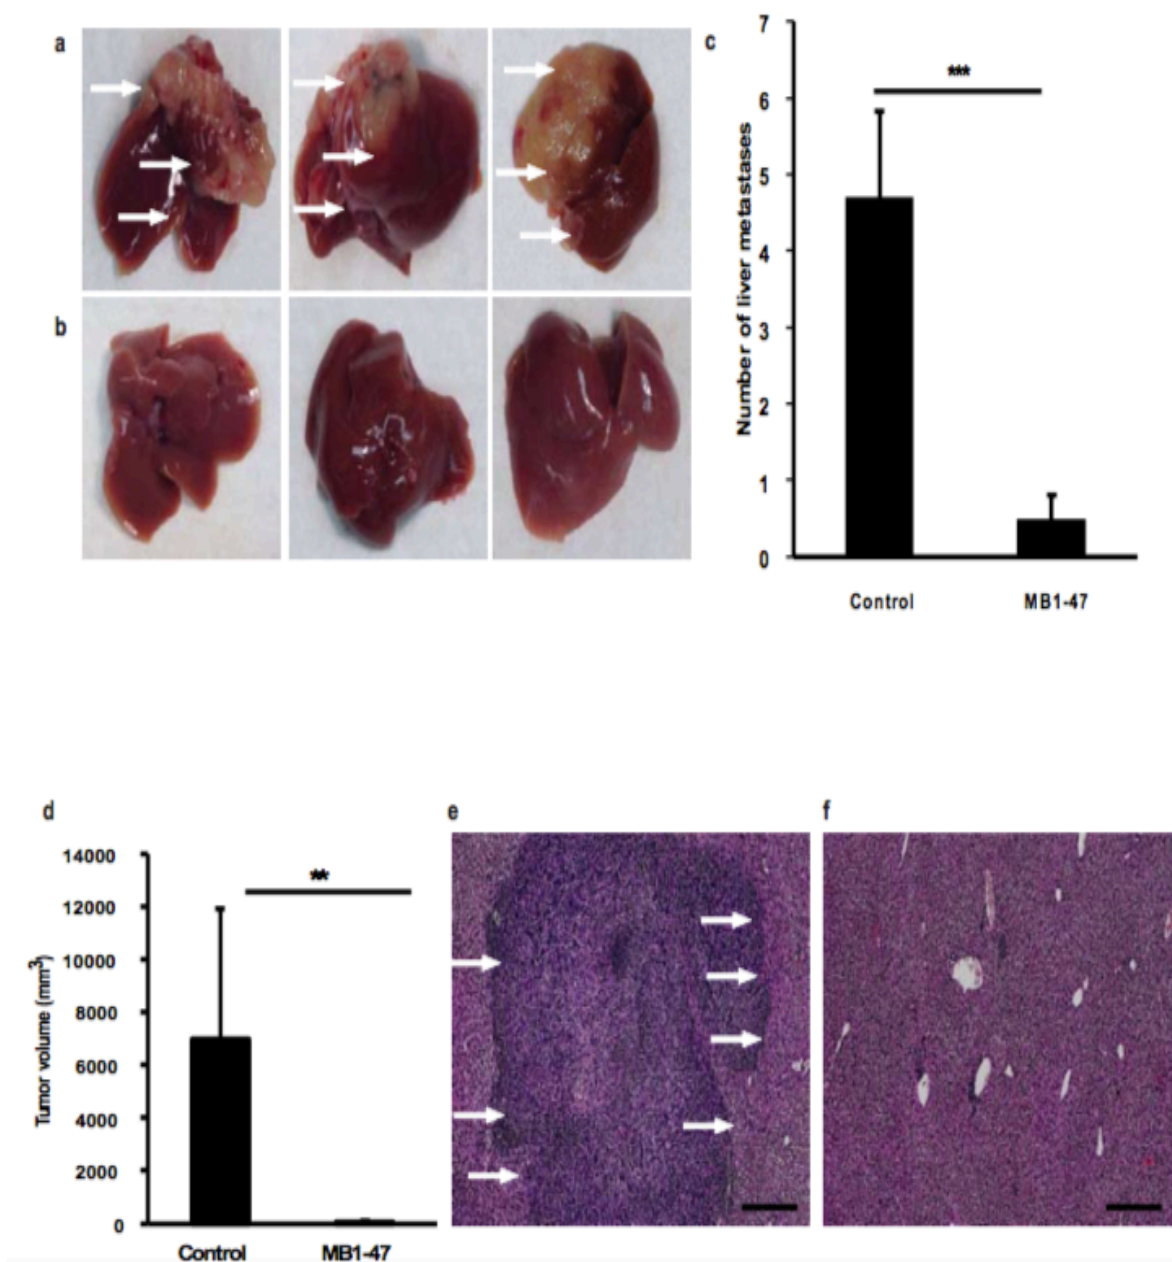 a
b
c
7
6
5
4
3
2
1
0
Number of liver metastases
***
Control MB1-47
d
14000
12000
10000
8000
6000
4000
2000
0
Tumor volume (mm³)
**
Control MB1-47
e
f